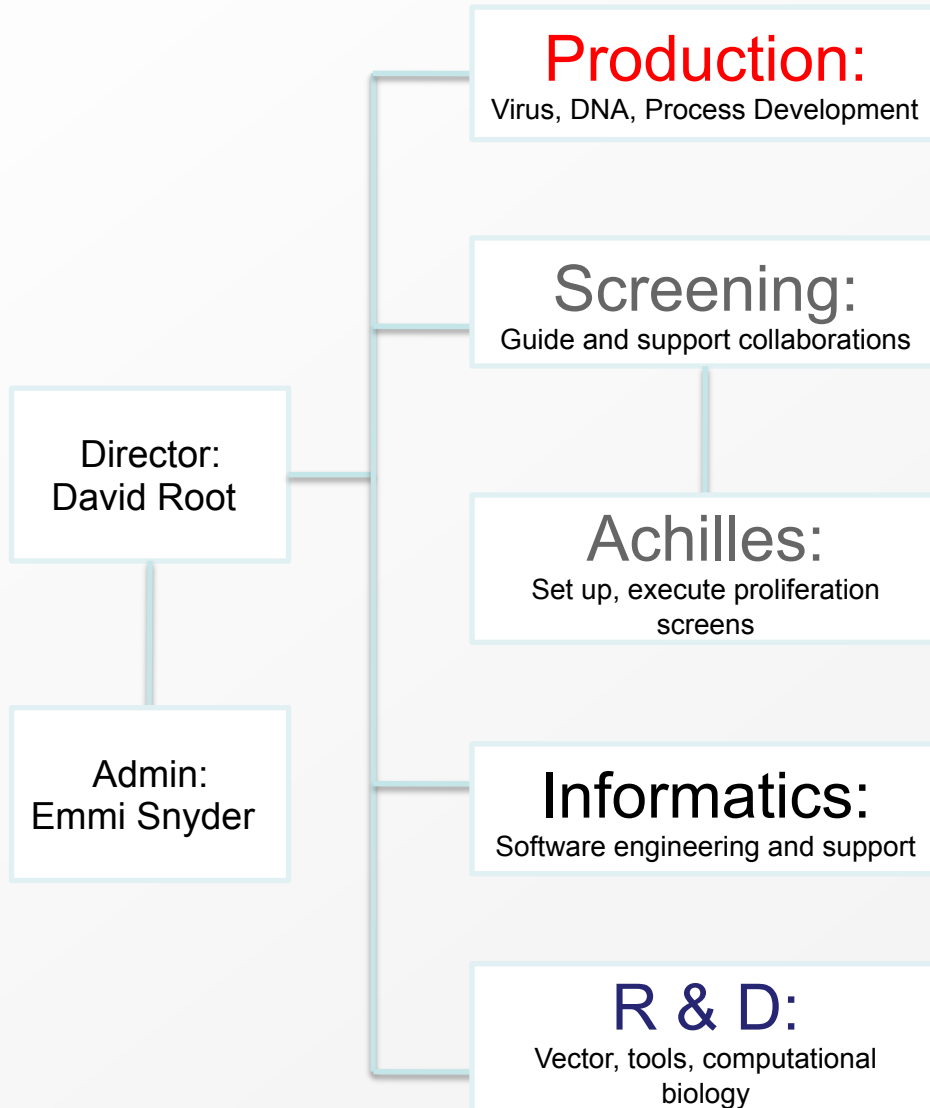 Production:
Virus, DNA, Process Development
Screening:
Guide and support collaborations
Director:
David Root
Achilles:
Set up, execute proliferation
screens
Admin:
Emmi Snyder
Informatics:
Software engineering and support
R & D:
Vector, tools, computational
biology